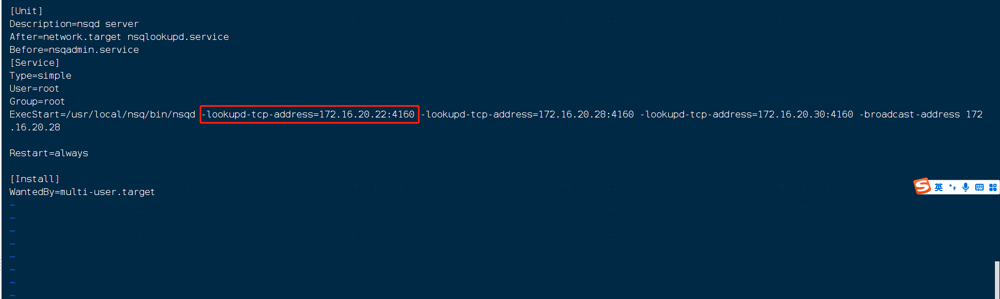 [Unit]
Description=nsqd server
After=network.target nsqlookupd.service
Before=nsqadmin.service
[Service]
Type=simple
User=root
Group=root
ExecStart=/usr/local/nsq/bin/nsqd -lookupd-tcp-address=172.16.20.22:4160 -lookupd-tcp-address=172.16.20.28:4160 -lookupd-tcp-address=172.16.20.30:4160 -broadcast-address 172
.16.20.28
Restart=always
[Install]
WantedBy=multi-user.target
~
~
~
~
~
~
~
~
S英